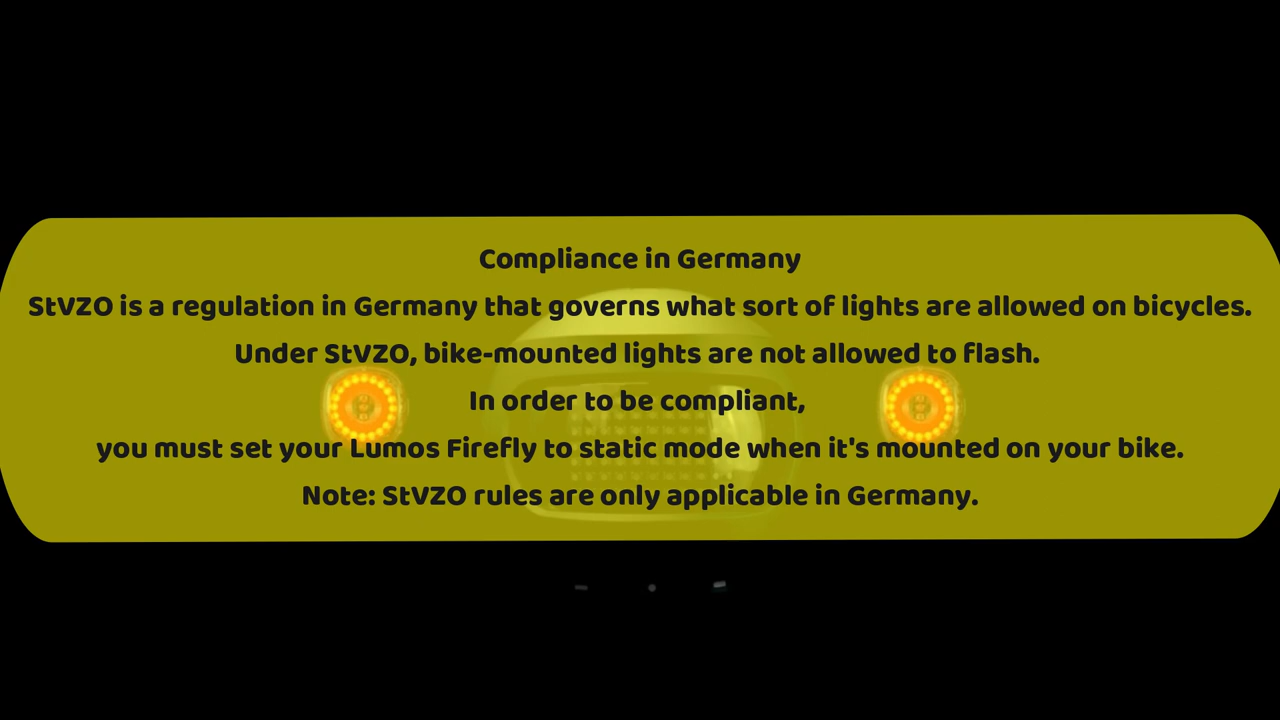 Compliance in Germany
StVZO is a regulation in Germany that governs what sort of lights are allowed on bicycles.
Under StVZO, bike-mounted lights are not allowed to flash.
In order to be compliant,
you must set your Lumos Firefly to static mode when it's mounted on your bike.
Note: StVZO rules are only applicable in Germany.